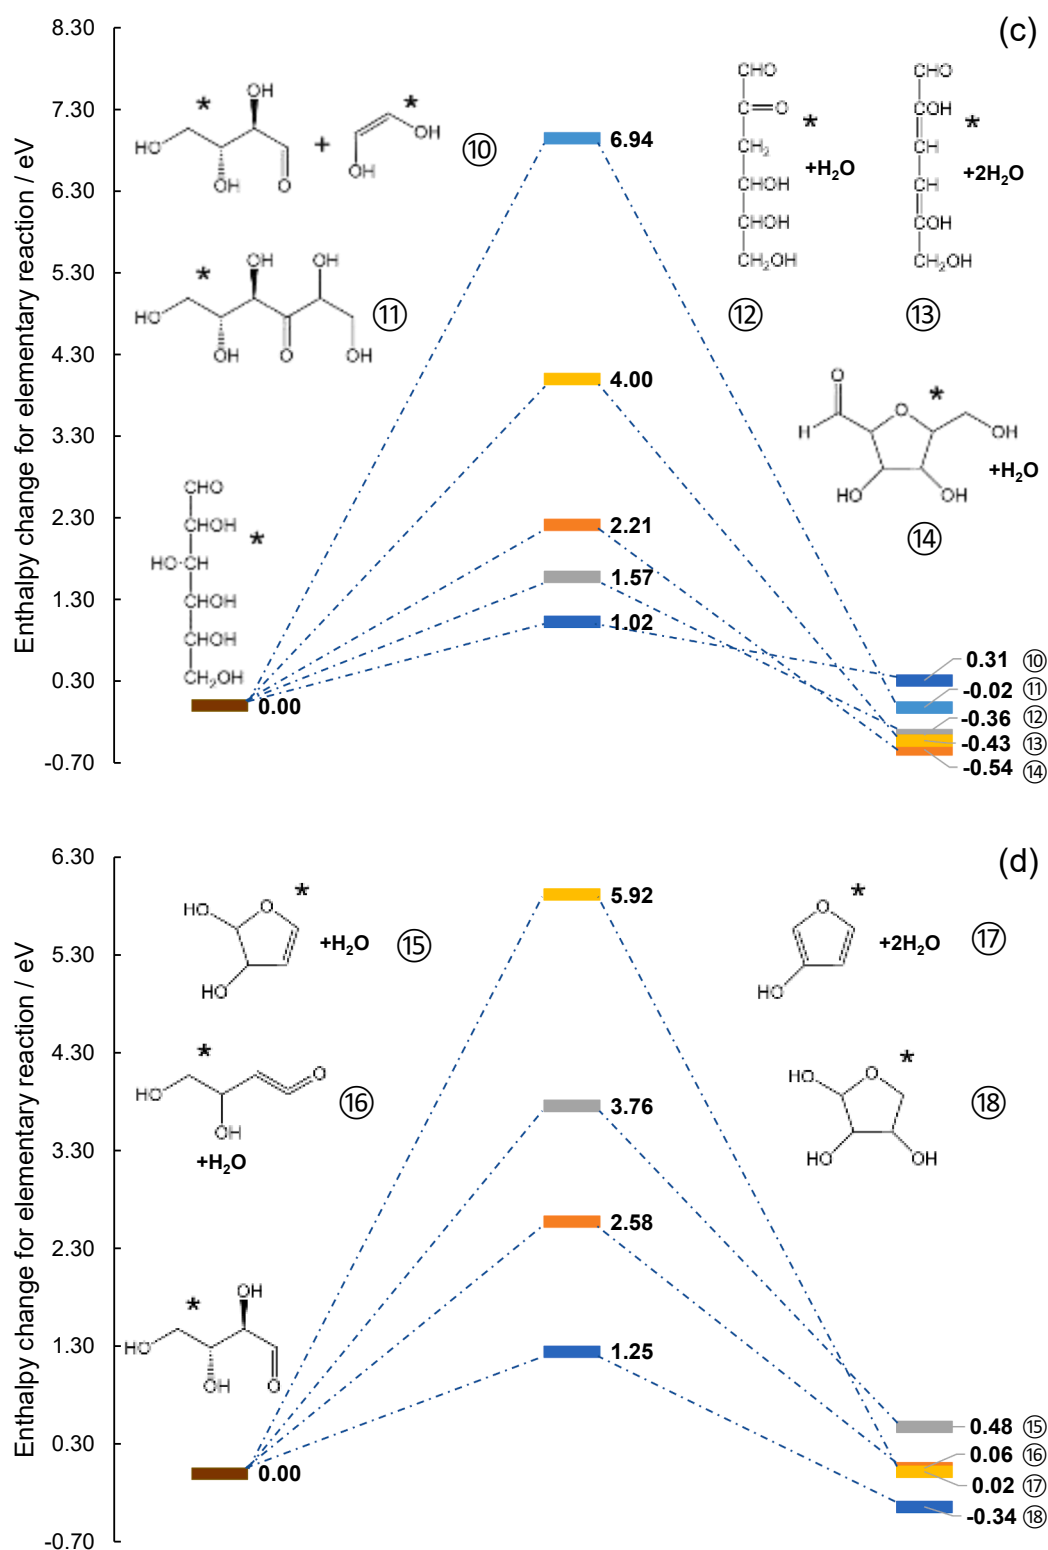 (c)
Enthalpy change for elementary reaction / eV
8.30
7.30
6.30
5.30
4.30
3.30
2.30
1.30
0.30
-0.70
OH
*
HO
OH
O
+
*
OH
OH
⑩
*
OH
OH
HO
OH
O
OH
⑪
CHO
CHOH
*
HO·CH
CHOH
CHOH
CH₂OH
0.00
6.94
4.00
2.21
1.57
1.02
CHO
C=O
*
CH₂
+H₂O
CHOH
CHOH
CH₂OH
⑫
CHO
COH
*
CH
+2H₂O
CH
COH
CH₂OH
⑬
O
*
O
H
OH
HO
OH
+H₂O
⑭
0.31 ⑩
-0.02 ⑪
-0.36 ⑫
-0.43 ⑬
-0.54 ⑭
(d)
Enthalpy change for elementary reaction / eV
6.30
5.30
4.30
3.30
2.30
1.30
0.30
-0.70
*
HO
O
+H₂O
⑮
HO
*
O
HO
OH
+H₂O
⑯
*
OH
HO
OH
O
0.00
5.92
3.76
2.58
1.25
*
O
+2H₂O
⑰
HO
*
HO
O
⑱
HO
OH
0.48 ⑮
0.06 ⑯
0.02 ⑰
-0.34 ⑱